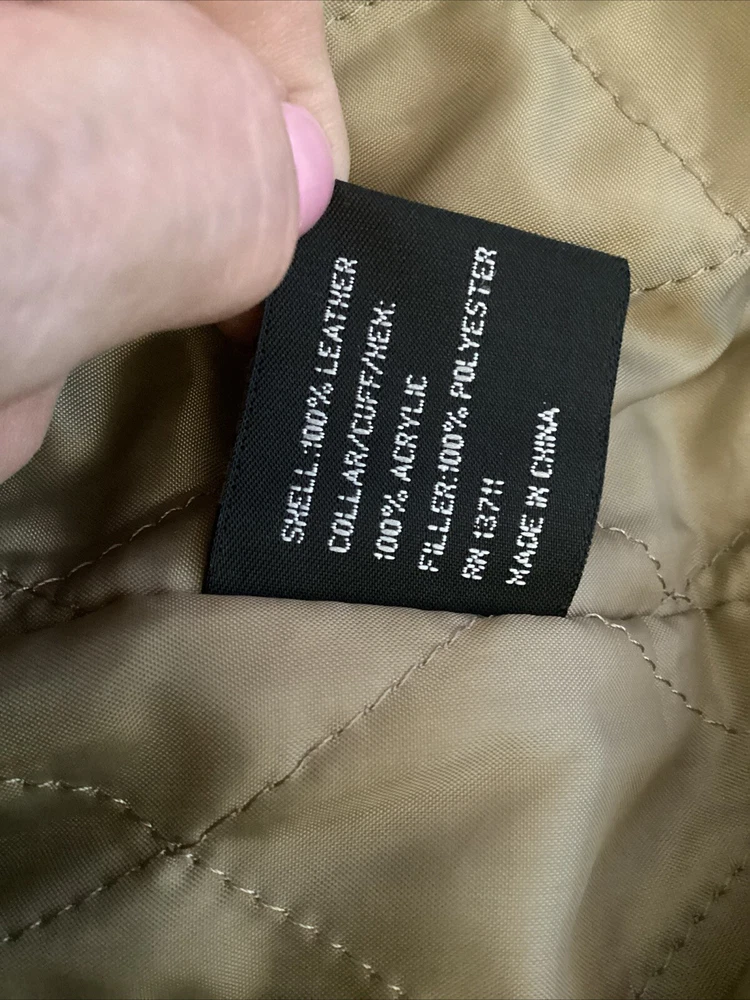 SHELL:100% LEATHER
COLLAR/CUFF/HEM:
100% ACRYLIC
FILLER:100% POLYESTER
RN 13711
MADE IN CHINA